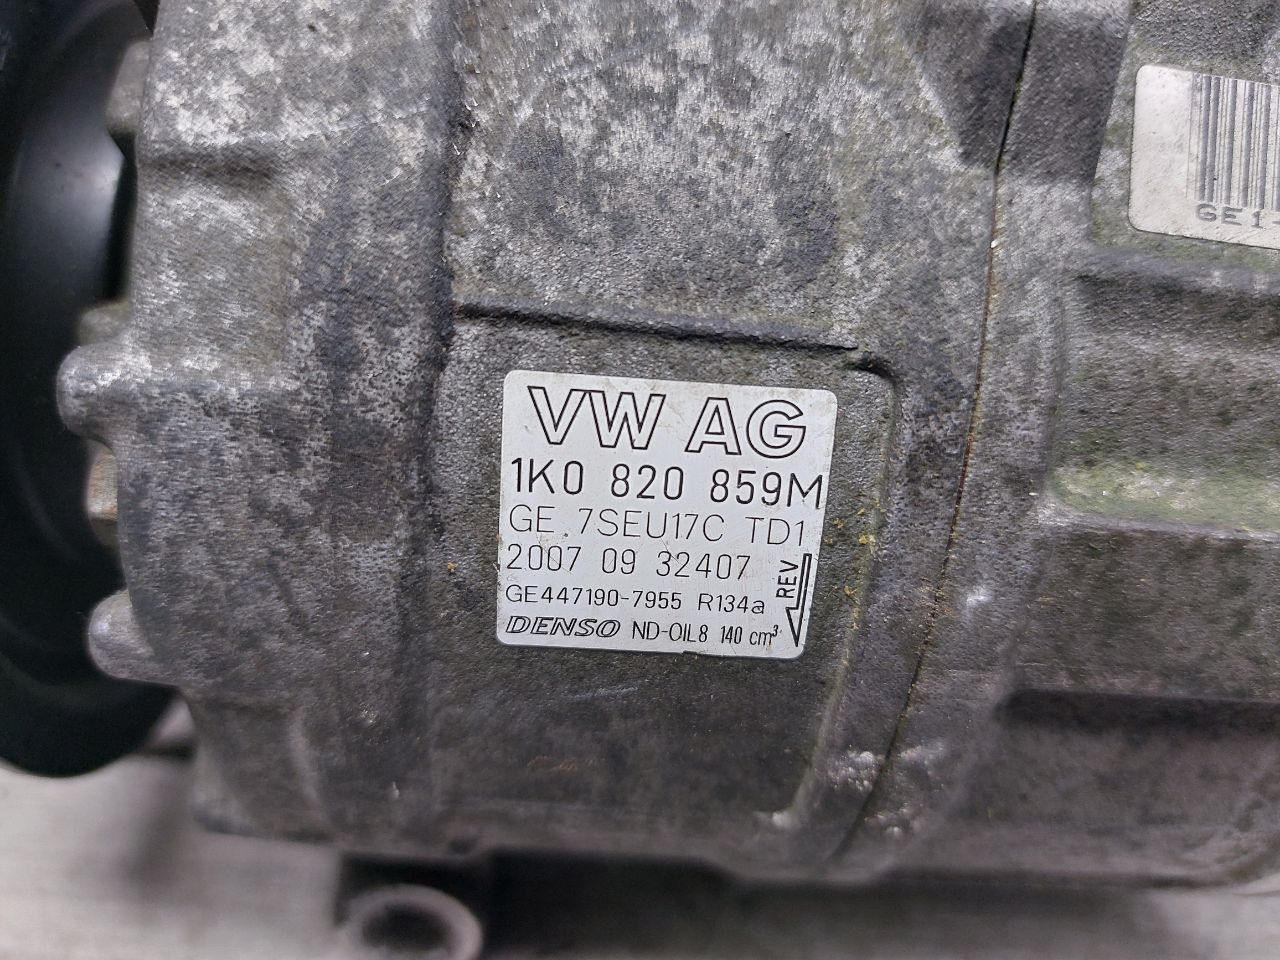 VW AG
1K0 820 859M
GE 7SEU17C TD1
2007 09 32407
REV
GE447190-7955 R134a
DENSO ND-OIL8 140 cm³
GE1